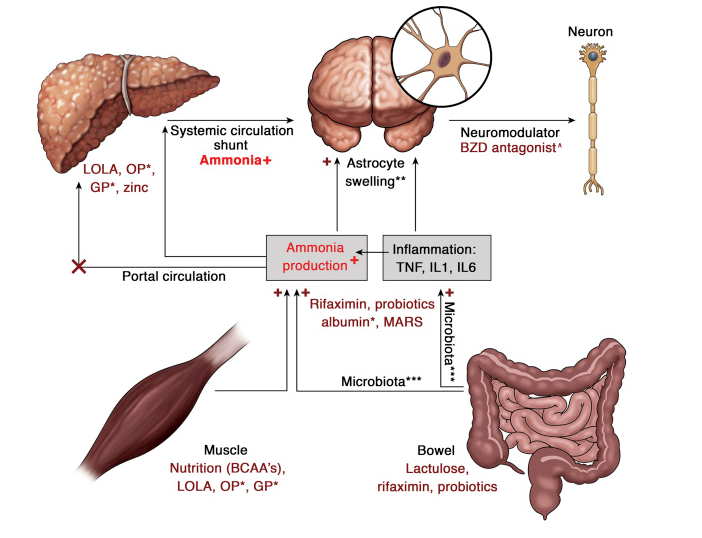 Neuron
Systemic circulation
shunt
Ammonia+
Neuromodulator
BZD antagonist^
LOLA, OP*,
GP*, zinc
+ Astrocyte
swelling**
Ammonia
production +
Inflammation:
TNF, IL1, IL6
Portal circulation
+ +
Rifaximin, probiotics
albumin*, MARS
+
Microbiota***
Microbiota***
Muscle
Nutrition (BCAA's),
LOLA, OP*, GP*
Bowel
Lactulose,
rifaximin, probiotics